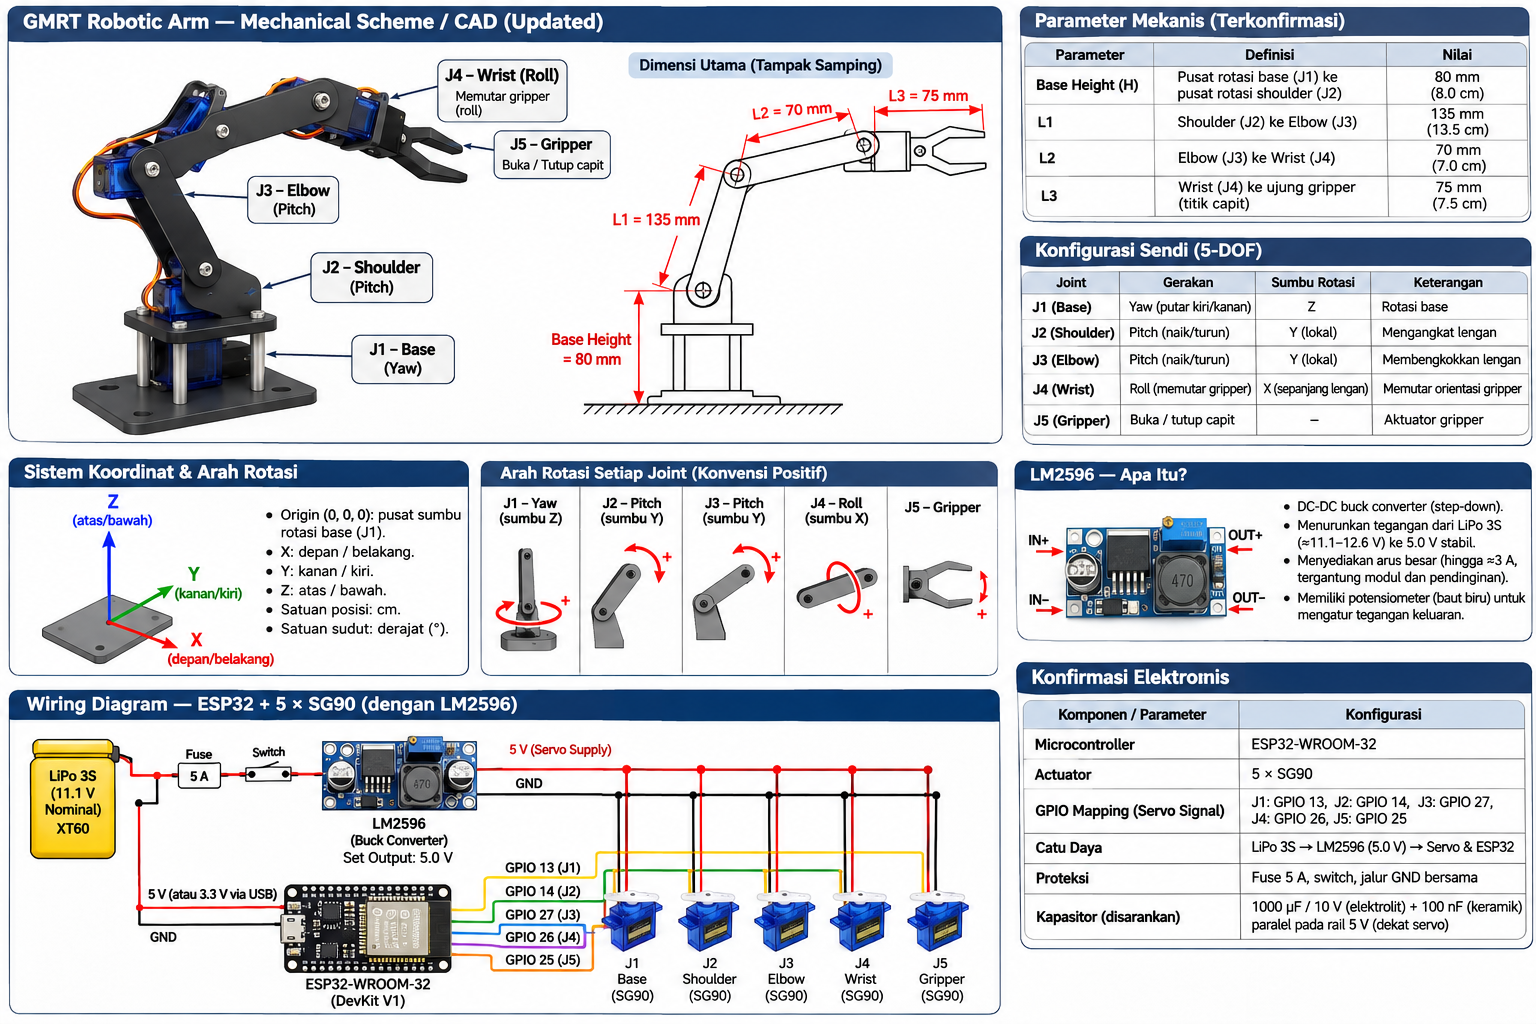 GMRT Robotic Arm — Mechanical Scheme / CAD (Updated)
J4 – Wrist (Roll)
Memutar gripper
(roll)
J5 – Gripper
Buka / Tutup capit
J3 – Elbow
(Pitch)
J2 – Shoulder
(Pitch)
J1 – Base
(Yaw)
Dimensi Utama (Tampak Samping)
L2 = 70 mm
L3 = 75 mm
L1 = 135 mm
Base Height
= 80 mm
Parameter Mekanis (Terkonfirmasi)
Parameter Definisi Nilai
Base Height (H) Pusat rotasi base (J1) ke 80 mm
pusat rotasi shoulder (J2) (8.0 cm)
L1 Shoulder (J2) ke Elbow (J3) 135 mm
(13.5 cm)
L2 Elbow (J3) ke Wrist (J4) 70 mm
(7.0 cm)
L3 Wrist (J4) ke ujung gripper 75 mm
(titik capit) (7.5 cm)
Konfigurasi Sendi (5-DOF)
Joint Gerakan Sumbu Rotasi Keterangan
J1 (Base) Yaw (putar kiri/kanan) Z Rotasi base
J2 (Shoulder) Pitch (naik/turun) Y (lokal) Mengangkat lengan
J3 (Elbow) Pitch (naik/turun) Y (lokal) Membengkokkan lengan
J4 (Wrist) Roll (memutar gripper) X (sepanjang lengan) Memutar orientasi gripper
J5 (Gripper) Buka / tutup capit – Aktuator gripper
Sistem Koordinat & Arah Rotasi
Z
(atas/bawah)
Y
(kanan/kiri)
X
(depan/belakang)
• Origin (0, 0, 0): pusat sumbu
rotasi base (J1).
• X: depan / belakang.
• Y: kanan / kiri.
• Z: atas / bawah.
• Satuan posisi: cm.
• Satuan sudut: derajat (°).
Arah Rotasi Setiap Joint (Konvensi Positif)
J1 – Yaw
(sumbu Z)
+
J2 – Pitch
(sumbu Y)
+
J3 – Pitch
(sumbu Y)
+
J4 – Roll
(sumbu X)
+
J5 – Gripper
+
LM2596 — Apa Itu?
IN+
IN−
OUT+
OUT−
470
• DC-DC buck converter (step-down).
• Menurunkan tegangan dari LiPo 3S
(≈11.1–12.6 V) ke 5.0 V stabil.
• Menyediakan arus besar (hingga ≈3 A,
tergantung modul dan pendinginan).
• Memiliki potensiometer (baut biru) untuk
mengatur tegangan keluaran.
Wiring Diagram — ESP32 + 5 × SG90 (dengan LM2596)
LiPo 3S
(11.1 V
Nominal)
XT60
Fuse
5 A
Switch
470
LM2596
(Buck Converter)
Set Output: 5.0 V
5 V (Servo Supply)
GND
5 V (atau 3.3 V via USB)
GND
ESP32-WROOM-32
(DevKit V1)
GPIO 13 (J1)
GPIO 14 (J2)
GPIO 27 (J3)
GPIO 26 (J4)
GPIO 25 (J5)
J1
Base
(SG90)
J2
Shoulder
(SG90)
J3
Elbow
(SG90)
J4
Wrist
(SG90)
J5
Gripper
(SG90)
Konfirmasi Elektromis
Komponen / Parameter Konfigurasi
Microcontroller ESP32-WROOM-32
Actuator 5 × SG90
GPIO Mapping (Servo Signal) J1: GPIO 13, J2: GPIO 14, J3: GPIO 27,
J4: GPIO 26, J5: GPIO 25
Catu Daya LiPo 3S → LM2596 (5.0 V) → Servo & ESP32
Proteksi Fuse 5 A, switch, jalur GND bersama
Kapasitor (disarankan) 1000 µF / 10 V (elektrolit) + 100 nF (keramik)
paralel pada rail 5 V (dekat servo)